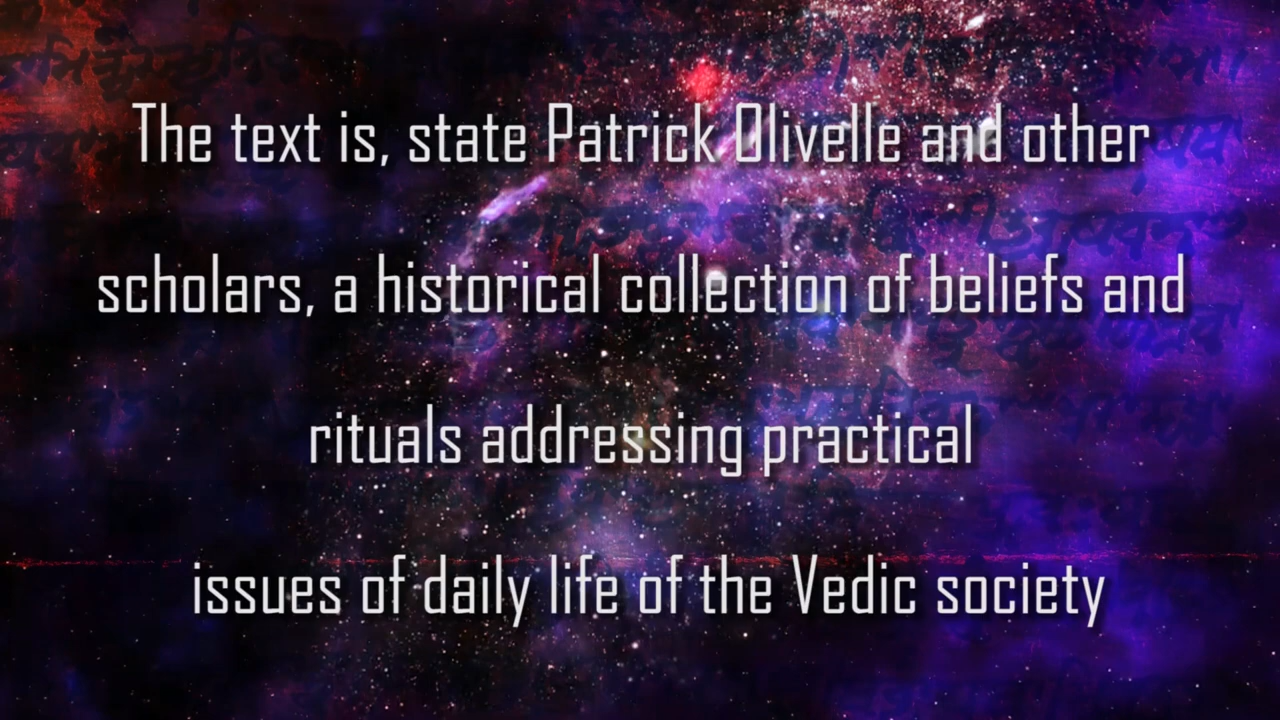 The text is, state Patrick Olivelle and other
scholars, a historical collection of beliefs and
rituals addressing practical
issues of daily life of the Vedic society